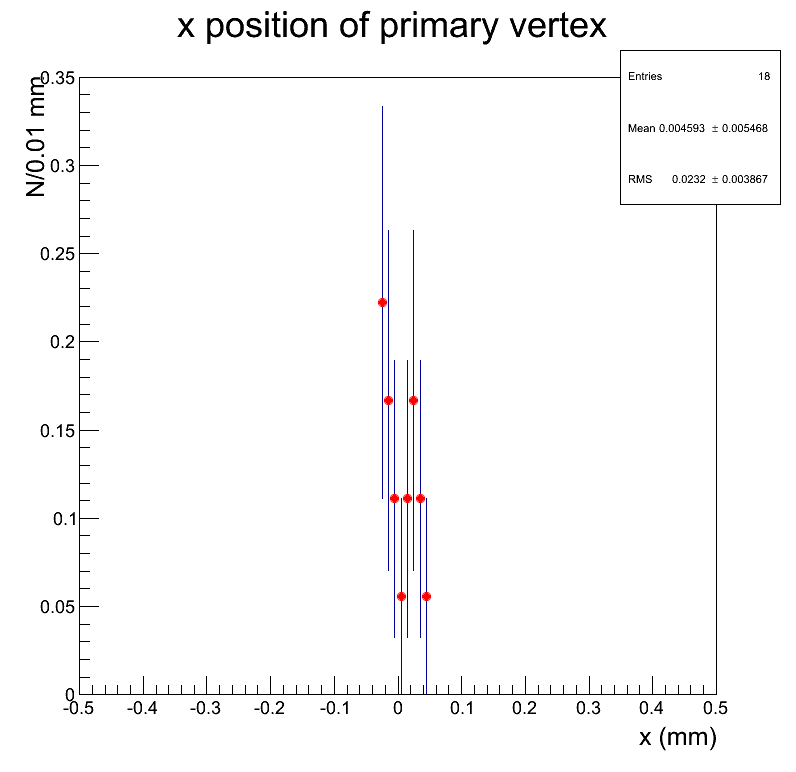 x position of primary vertex
Entries 18
Mean 0.004593 ± 0.005468
RMS 0.0232 ± 0.003867
N/0.01 mm
0.35
0.3
0.25
0.2
0.15
0.1
0.05
0
-0.5 -0.4 -0.3 -0.2 -0.1 0 0.1 0.2 0.3 0.4 0.5
x (mm)